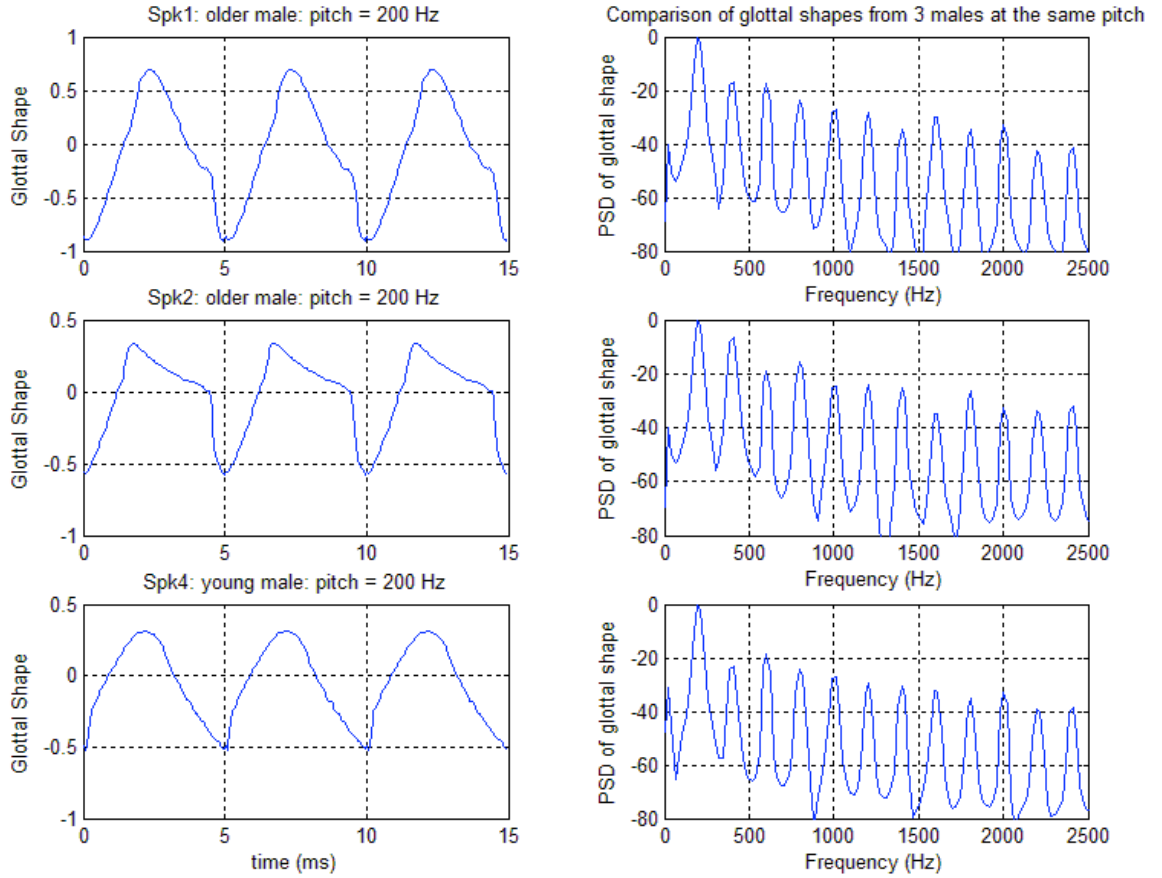 Spk1: older male: pitch = 200 Hz
Glottal Shape
1
0.5
0
-0.5
-1
0 5 10 15
Comparison of glottal shapes from 3 males at the same pitch
PSD of glottal shape
0
-20
-40
-60
-80
0 500 1000 1500 2000 2500
Frequency (Hz)
Spk2: older male: pitch = 200 Hz
Glottal Shape
0.5
0
-0.5
-1
0 5 10 15
PSD of glottal shape
0
-20
-40
-60
-80
0 500 1000 1500 2000 2500
Frequency (Hz)
Spk4: young male: pitch = 200 Hz
Glottal Shape
0.5
0
-0.5
-1
0 5 10 15
time (ms)
PSD of glottal shape
0
-20
-40
-60
-80
0 500 1000 1500 2000 2500
Frequency (Hz)